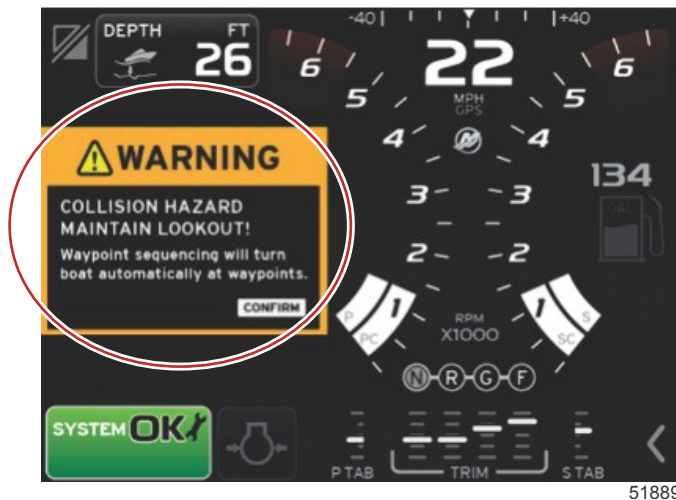 DEPTH FT
26
-40 +40
22
MPH
GPS
6 6
5 5
4 4
3 3
2 2
1 1
P S
PC SC
RPM
X1000
N R G F
134
GAL
WARNING
COLLISION HAZARD
MAINTAIN LOOKOUT!
Waypoint sequencing will turn
boat automatically at waypoints.
CONFIRM
SYSTEM OK
P TAB TRIM S TAB
51889